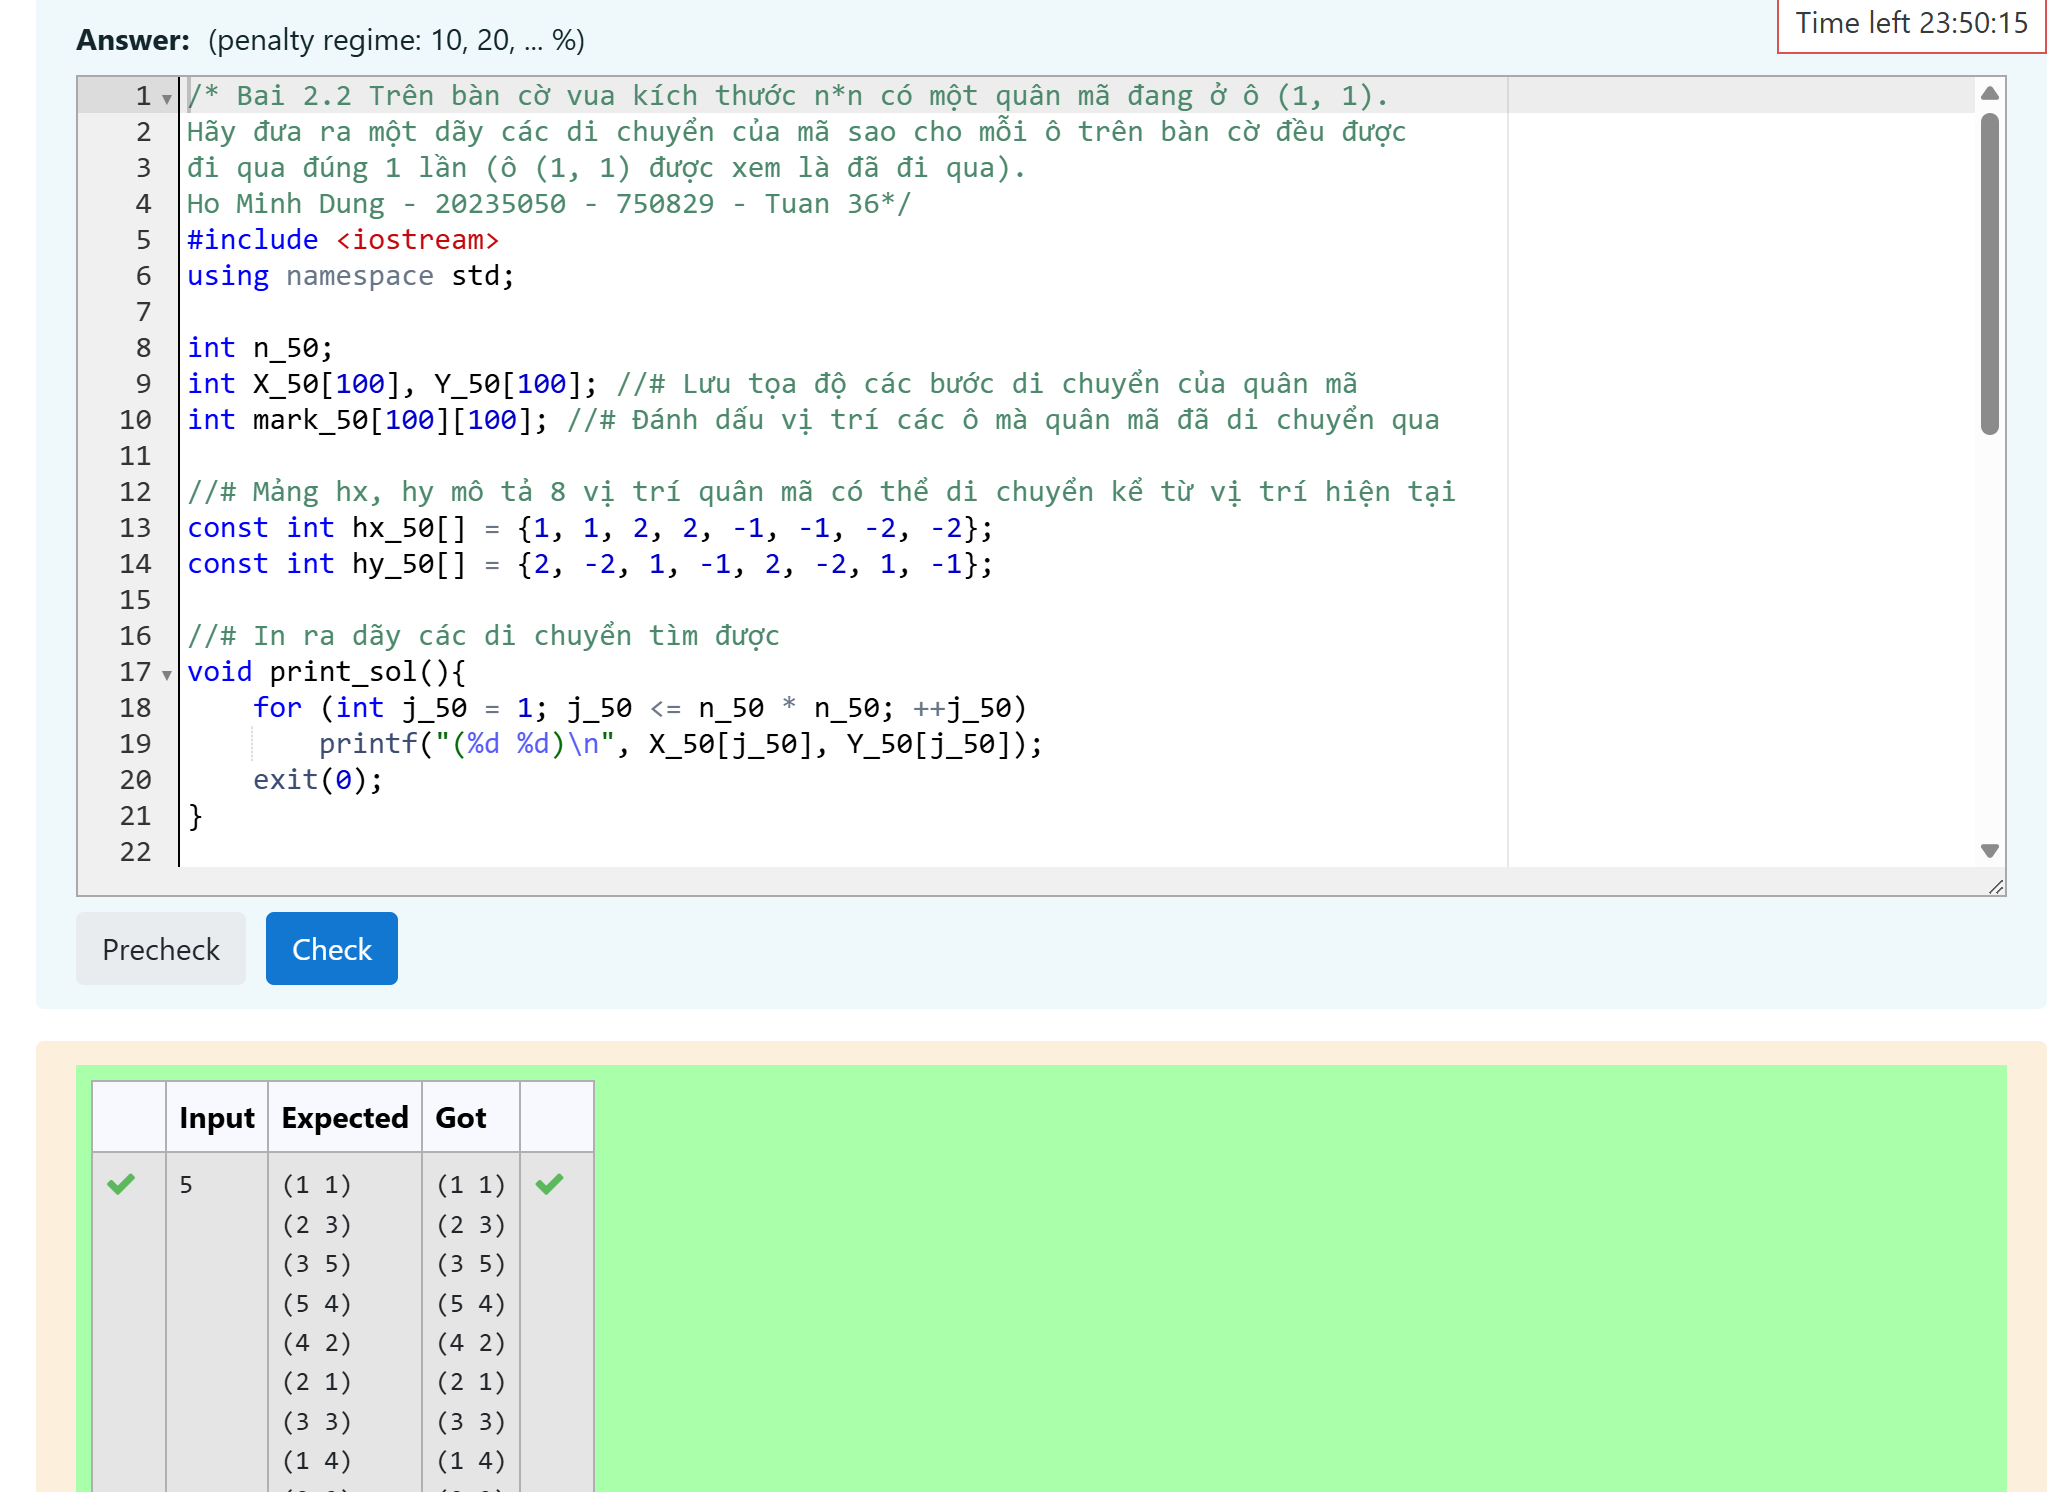 Time left 23:50:15
Answer: (penalty regime: 10, 20, ... %)
1 /* Bai 2.2 Trên bàn cờ vua kích thước n*n có một quân mã đang ở ô (1, 1).
2 Hãy đưa ra một dãy các di chuyển của mã sao cho mỗi ô trên bàn cờ đều được
3 đi qua đúng 1 lần (ô (1, 1) được xem là đã đi qua).
4 Ho Minh Dung - 20235050 - 750829 - Tuan 36*/
5 #include <iostream>
6 using namespace std;
7
8 int n_50;
9 int X_50[100], Y_50[100]; //# Lưu tọa độ các bước di chuyển của quân mã
10 int mark_50[100][100]; //# Đánh dấu vị trí các ô mà quân mã đã di chuyển qua
11
12 //# Mảng hx, hy mô tả 8 vị trí quân mã có thể di chuyển kể từ vị trí hiện tại
13 const int hx_50[] = {1, 1, 2, 2, -1, -1, -2, -2};
14 const int hy_50[] = {2, -2, 1, -1, 2, -2, 1, -1};
15
16 //# In ra dãy các di chuyển tìm được
17 void print_sol(){
18     for (int j_50 = 1; j_50 <= n_50 * n_50; ++j_50)
19         printf("(%d %d)\n", X_50[j_50], Y_50[j_50]);
20     exit(0);
21 }
22
Precheck Check
Input Expected Got
5 (1 1) (1 1)
(2 3) (2 3)
(3 5) (3 5)
(5 4) (5 4)
(4 2) (4 2)
(2 1) (2 1)
(3 3) (3 3)
(1 4) (1 4)